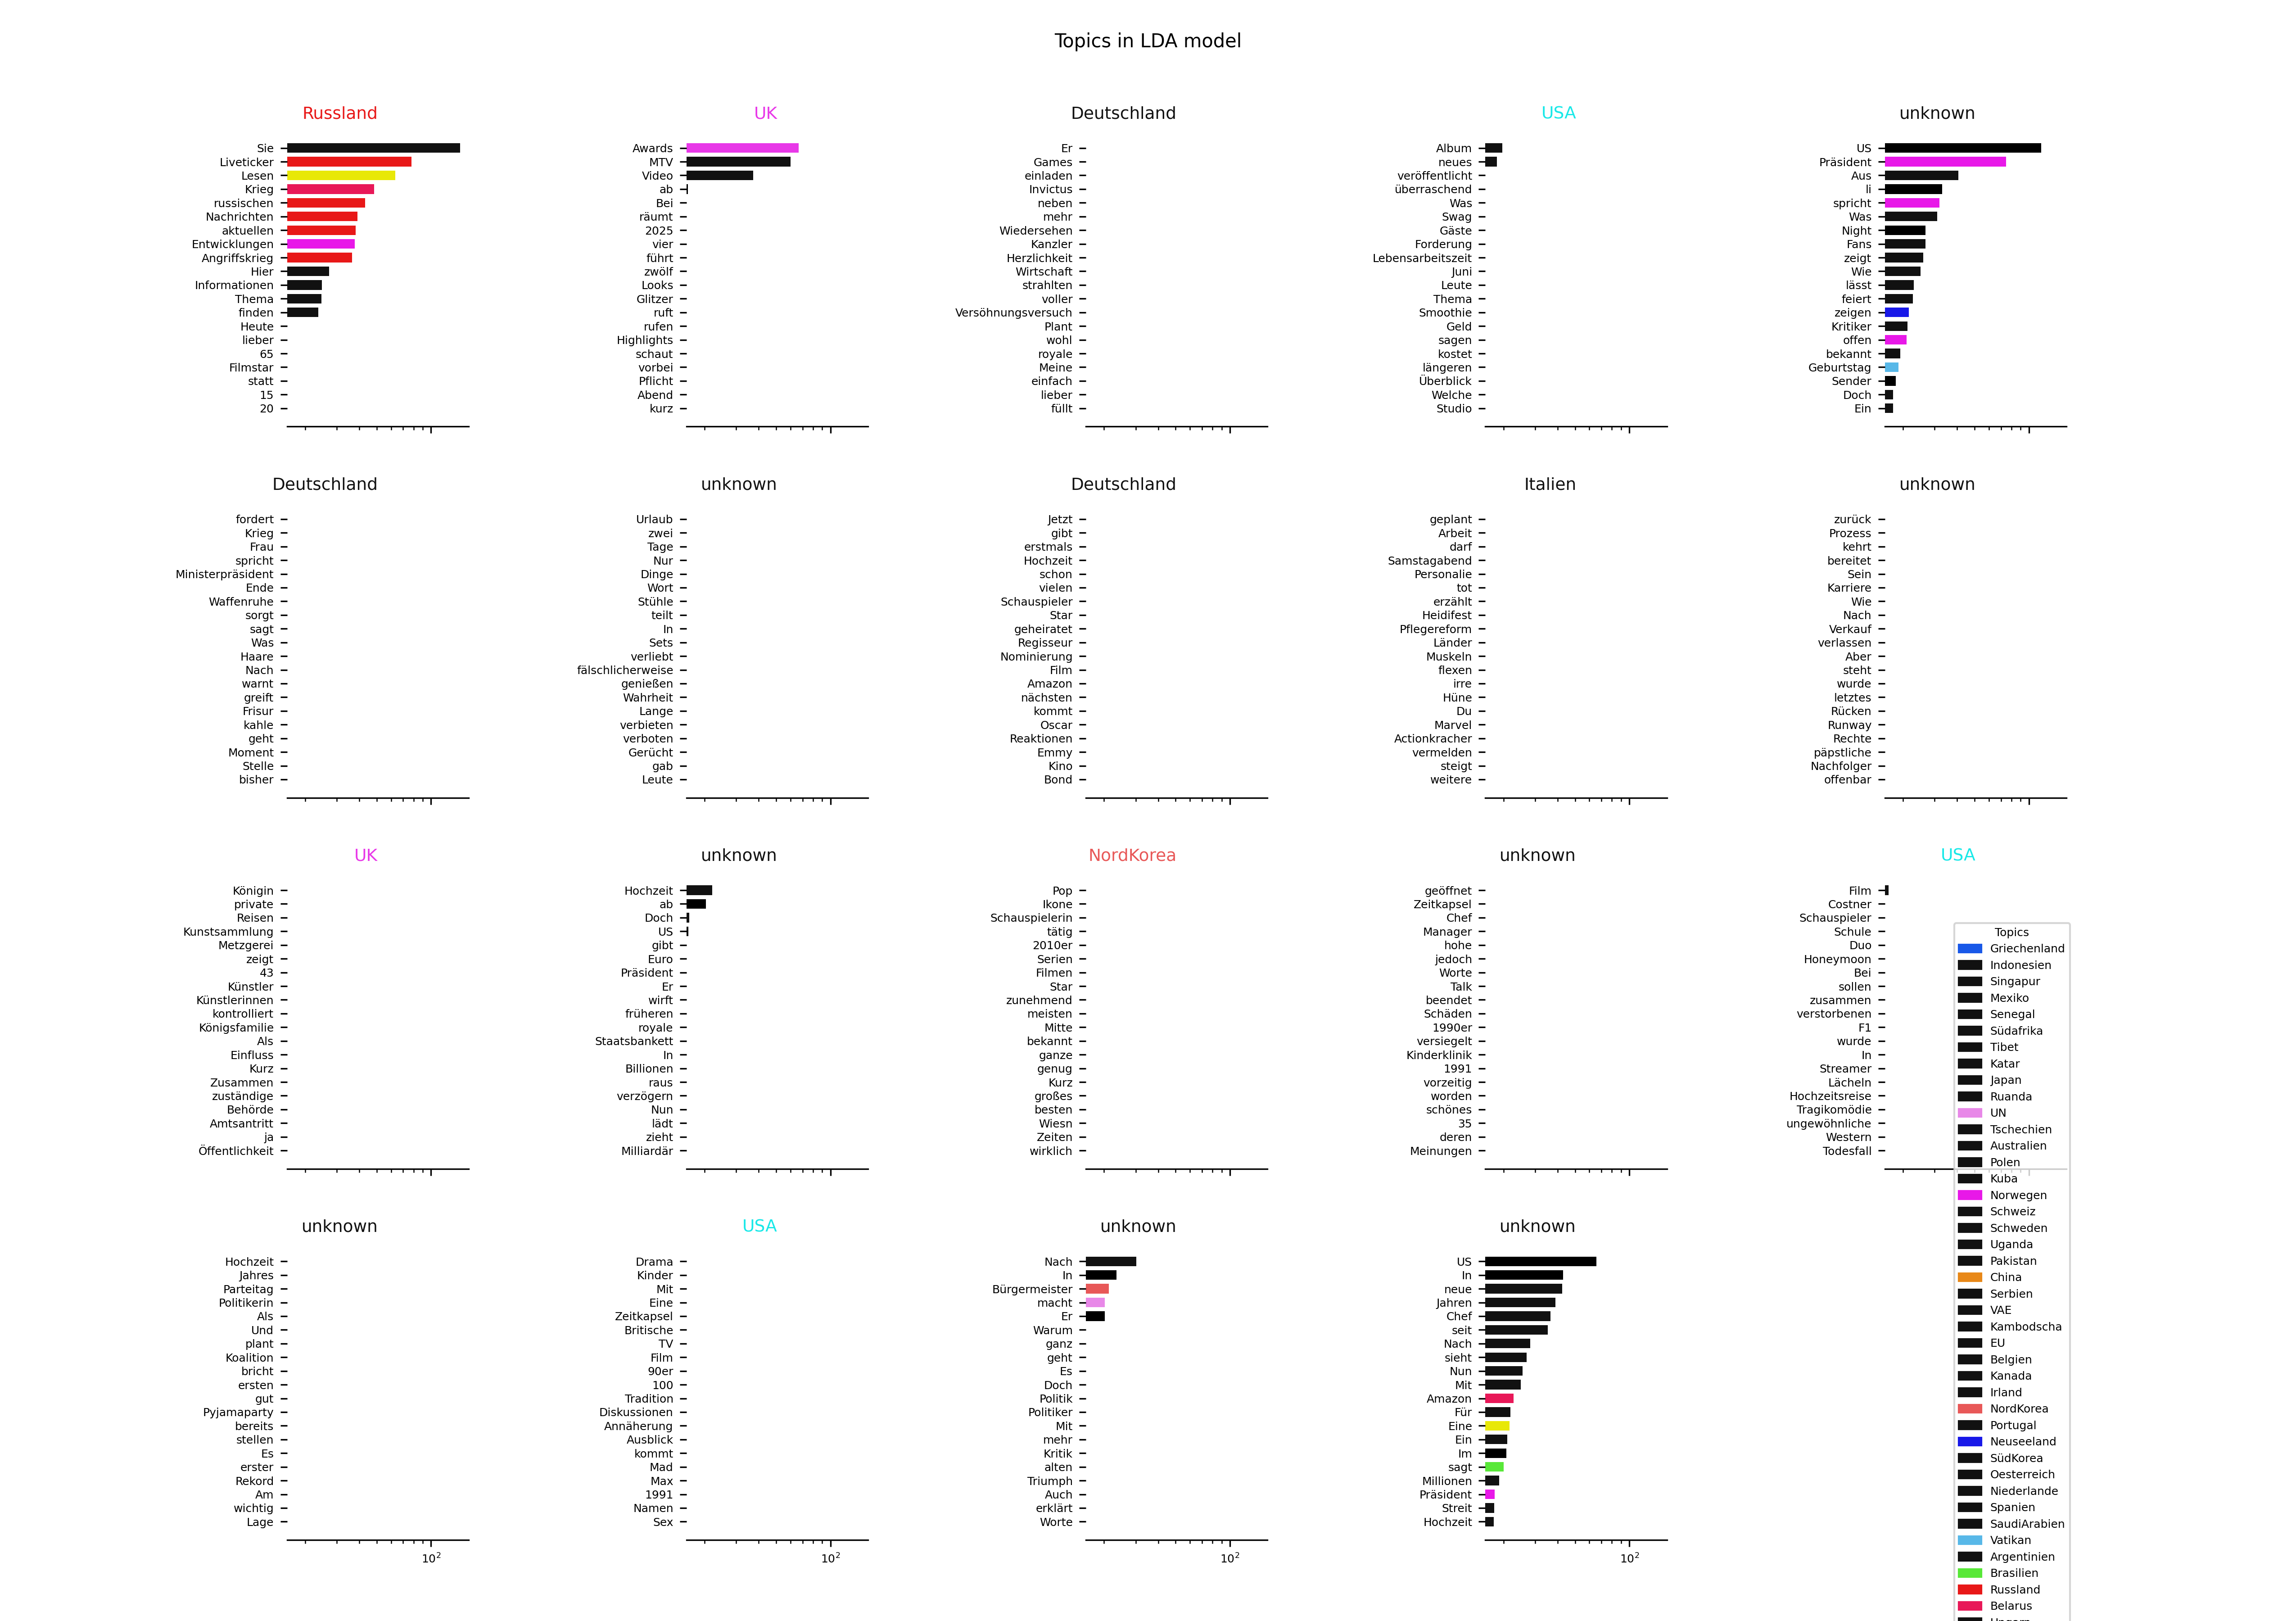 Topics in LDA model
Russland
Sie
Liveticker
Lesen
Krieg
russischen
Nachrichten
aktuellen
Entwicklungen
Angriffskrieg
Hier
Informationen
Thema
finden
Heute
lieber
65
Filmstar
statt
15
20
UK
Awards
MTV
Video
ab
Bei
räumt
2025
vier
führt
zwölf
Looks
Glitzer
ruft
rufen
Highlights
schaut
vorbei
Pflicht
Abend
kurz
Deutschland
Er
Games
einladen
Invictus
neben
mehr
Wiedersehen
Kanzler
Herzlichkeit
Wirtschaft
strahlten
voller
Versöhnungsversuch
Plant
wohl
royale
Meine
einfach
lieber
füllt
USA
Album
neues
veröffentlicht
überraschend
Was
Swag
Gäste
Forderung
Lebensarbeitszeit
Juni
Leute
Thema
Smoothie
Geld
sagen
kostet
längeren
Überblick
Welche
Studio
unknown
US
Präsident
Aus
li
spricht
Was
Night
Fans
zeigt
Wie
lässt
feiert
zeigen
Kritiker
offen
bekannt
Geburtstag
Sender
Doch
Ein
Deutschland
fordert
Krieg
Frau
spricht
Ministerpräsident
Ende
Waffenruhe
sorgt
sagt
Was
Haare
Nach
warnt
greift
Frisur
kahle
geht
Moment
Stelle
bisher
unknown
Urlaub
zwei
Tage
Nur
Dinge
Wort
Stühle
teilt
In
Sets
verliebt
fälschlicherweise
genießen
Wahrheit
Lange
verbieten
verboten
Gerücht
gab
Leute
Deutschland
Jetzt
gibt
erstmals
Hochzeit
schon
vielen
Schauspieler
Star
geheiratet
Regisseur
Nominierung
Film
Amazon
nächsten
kommt
Oscar
Reaktionen
Emmy
Kino
Bond
Italien
geplant
Arbeit
darf
Samstagabend
Personalie
tot
erzählt
Heidifest
Pflegereform
Länder
Muskeln
flexen
irre
Hüne
Du
Marvel
Actionkracher
vermelden
steigt
weitere
unknown
zurück
Prozess
kehrt
bereitet
Sein
Karriere
Wie
Nach
Verkauf
verlassen
Aber
steht
wurde
letztes
Rücken
Runway
Rechte
päpstliche
Nachfolger
offenbar
UK
Königin
private
Reisen
Kunstsammlung
Metzgerei
zeigt
43
Künstler
Künstlerinnen
kontrolliert
Königsfamilie
Als
Einfluss
Kurz
Zusammen
zuständige
Behörde
Amtsantritt
ja
Öffentlichkeit
unknown
Hochzeit
ab
Doch
US
gibt
Euro
Präsident
Er
wirft
früheren
royale
Staatsbankett
In
Billionen
raus
verzögern
Nun
lädt
zieht
Milliardär
NordKorea
Pop
Ikone
Schauspielerin
tätig
2010er
Serien
Filmen
Star
zunehmend
meisten
Mitte
bekannt
ganze
genug
Kurz
großes
besten
Wiesn
Zeiten
wirklich
unknown
geöffnet
Zeitkapsel
Chef
Manager
hohe
jedoch
Worte
Talk
beendet
Schäden
1990er
versiegelt
Kinderklinik
1991
vorzeitig
worden
schönes
35
deren
Meinungen
USA
Film
Costner
Schauspieler
Schule
Duo
Honeymoon
Bei
sollen
zusammen
verstorbenen
F1
wurde
In
Streamer
Lächeln
Hochzeitsreise
Tragikomödie
ungewöhnliche
Western
Todesfall
unknown
Hochzeit
Jahres
Parteitag
Politikerin
Als
Und
plant
Koalition
bricht
ersten
gut
Pyjamaparty
bereits
stellen
Es
erster
Rekord
Am
wichtig
Lage
10²
USA
Drama
Kinder
Mit
Eine
Zeitkapsel
Britische
TV
Film
90er
100
Tradition
Diskussionen
Annäherung
Ausblick
kommt
Mad
Max
1991
Namen
Sex
10²
unknown
Nach
In
Bürgermeister
macht
Er
Warum
ganz
geht
Es
Doch
Politik
Politiker
Mit
mehr
Kritik
alten
Triumph
Auch
erklärt
Worte
10²
unknown
US
In
neue
Jahren
Chef
seit
Nach
sieht
Nun
Mit
Amazon
Für
Eine
Ein
Im
sagt
Millionen
Präsident
Streit
Hochzeit
10²
Topics
Griechenland
Indonesien
Singapur
Mexiko
Senegal
Südafrika
Tibet
Katar
Japan
Ruanda
UN
Tschechien
Australien
Polen
Kuba
Norwegen
Schweiz
Schweden
Uganda
Pakistan
China
Serbien
VAE
Kambodscha
EU
Belgien
Kanada
Irland
NordKorea
Portugal
Neuseeland
SüdKorea
Oesterreich
Niederlande
Spanien
SaudiArabien
Vatikan
Argentinien
Brasilien
Russland
Belarus